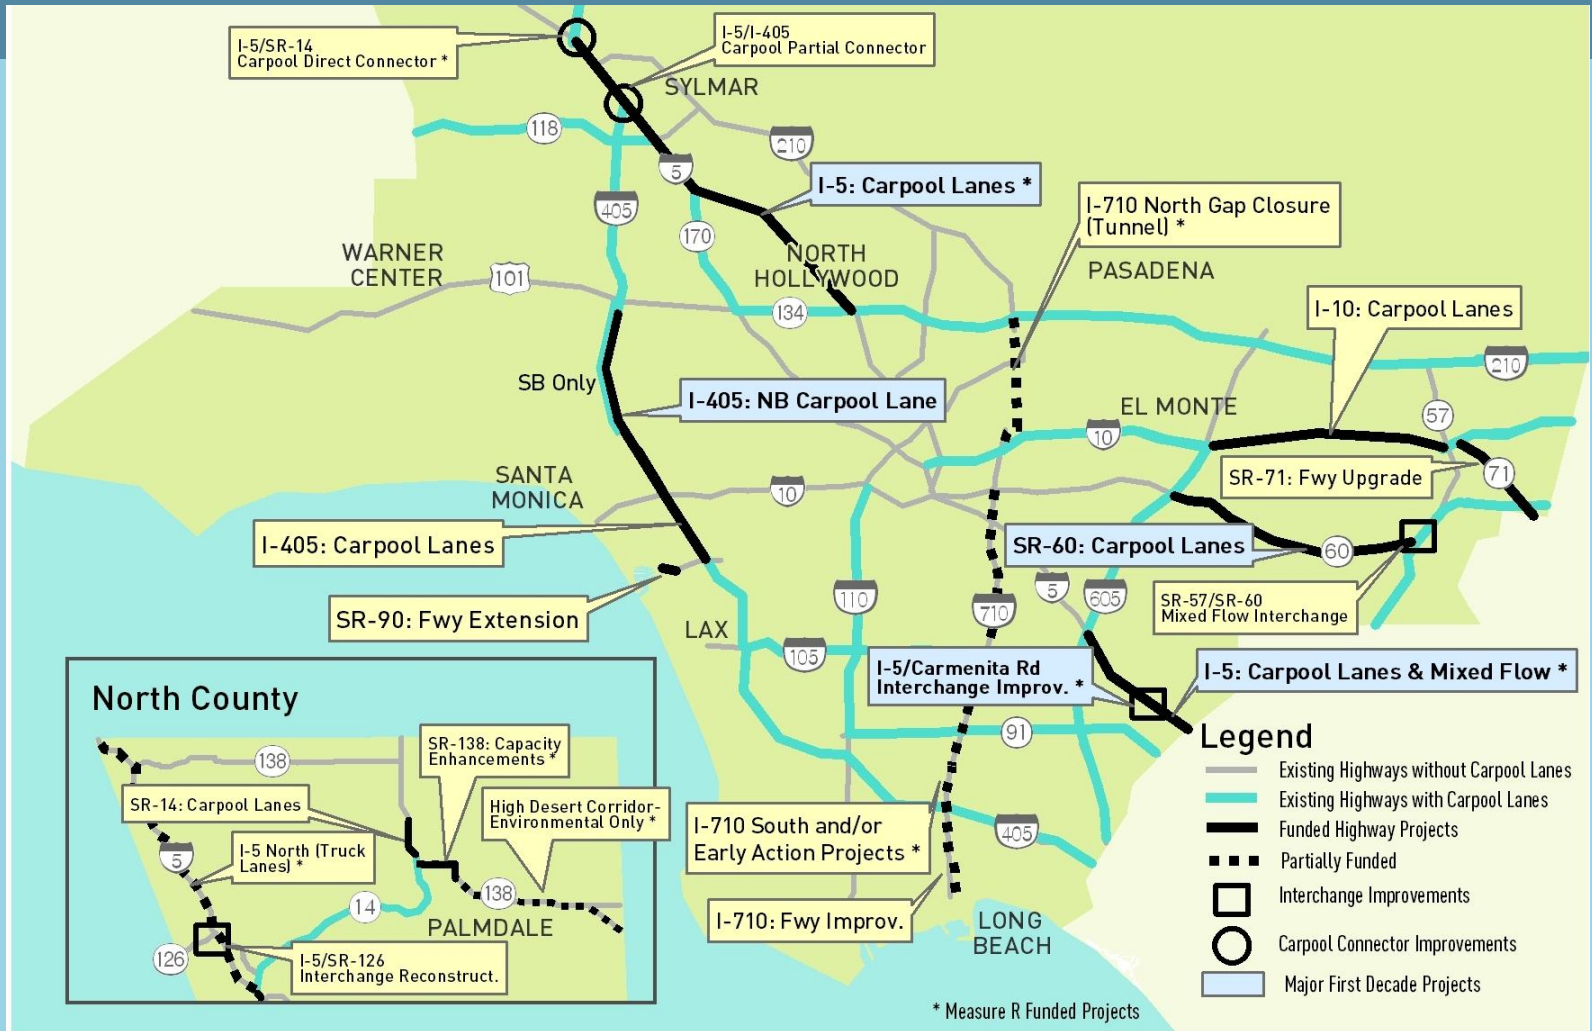 I-5/SR-14
Carpool Direct Connector *
I-5/I-405
Carpool Partial Connector
SYLMAR
118
210
5
I-5: Carpool Lanes *
405
I-710 North Gap Closure
(Tunnel) *
170
WARNER
CENTER
NORTH
HOLLYWOOD
PASADENA
101
134
I-10: Carpool Lanes
210
SB Only
I-405: NB Carpool Lane
EL MONTE
57
10
SANTA
MONICA
10
SR-71: Fwy Upgrade
71
I-405: Carpool Lanes
SR-60: Carpool Lanes
60
SR-90: Fwy Extension
110
710
5
605
SR-57/SR-60
Mixed Flow Interchange
LAX
105
I-5/Carmenita Rd
Interchange Improv. *
I-5: Carpool Lanes & Mixed Flow *
91
I-710 South and/or
Early Action Projects *
405
I-710: Fwy Improv.
LONG
BEACH
North County
138
SR-138: Capacity
Enhancements *
SR-14: Carpool Lanes
High Desert Corridor-
Environmental Only *
I-5 North (Truck
Lanes) *
5
138
14
PALMDALE
126
I-5/SR-126
Interchange Reconstruct.
Legend
Existing Highways without Carpool Lanes
Existing Highways with Carpool Lanes
Funded Highway Projects
Partially Funded
Interchange Improvements
Carpool Connector Improvements
Major First Decade Projects
* Measure R Funded Projects